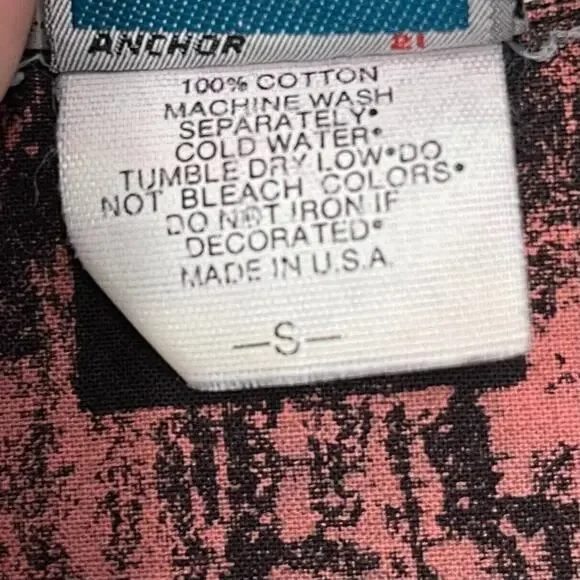 ANCHOR 21
100% COTTON
MACHINE WASH
SEPARATELY•
COLD WATER•
TUMBLE DRY LOW•DO
NOT BLEACH COLORS•
DO NOT IRON IF
DECORATED•
MADE IN U.S.A
—S—